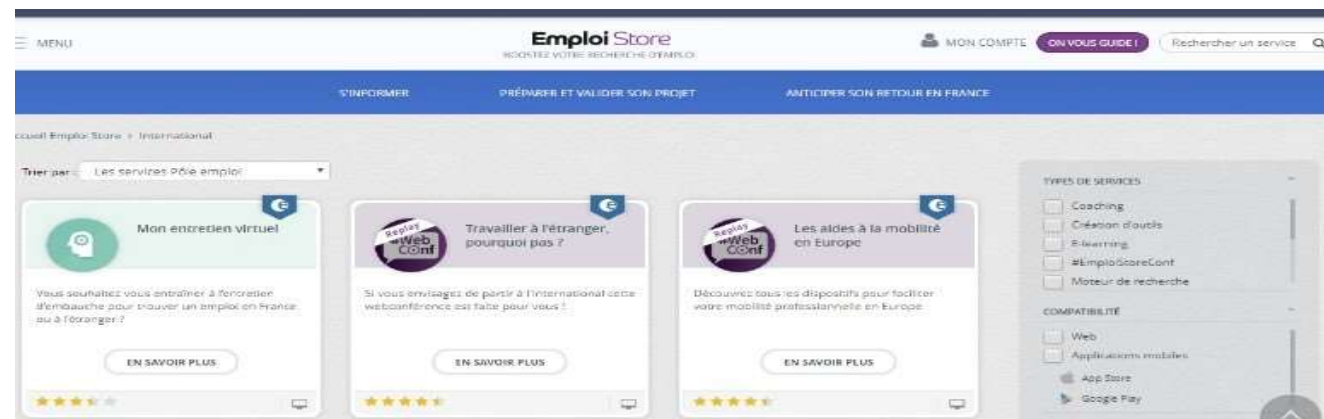 MENU
Emploi Store
BOOSTEZ VOTRE RECHERCHE D'EMPLOI
MON COMPTE
ON VOUS GUIDE !
Rechercher un service
S'INFORMER
PRÉPARER ET VALIDER SON PROJET
ANTICIPER SON RETOUR EN FRANCE
ccueil Emploi Store > International
Trier par :
Les services Pôle emploi
Mon entretien virtuel
Vous souhaitez vous entraîner à l'entretien
d'embauche pour trouver un emploi en France
ou à l'étranger ?
EN SAVOIR PLUS
Replay
#Web
Conf
Travailler à l'étranger,
pourquoi pas ?
Si vous envisagez de partir à l'international cette
webconférence est faite pour vous !
EN SAVOIR PLUS
Replay
#Web
Conf
Les aides à la mobilité
en Europe
Découvrez tous les dispositifs pour faciliter
votre mobilité professionnelle en Europe
EN SAVOIR PLUS
TYPES DE SERVICES
Coaching
Création d'outils
E-learning
#EmploiStoreConf
Moteur de recherche
COMPATIBILITÉ
Web
Applications mobiles
App Store
Google Play